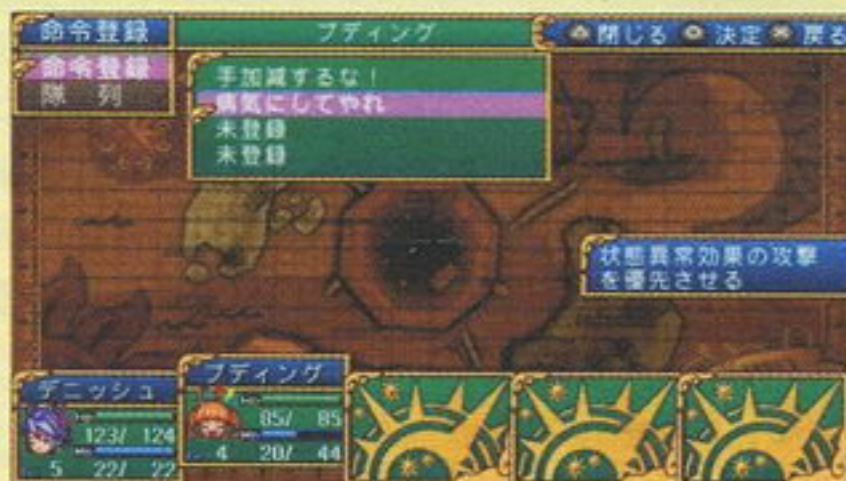 命令登録
プディング
閉じる 決定 戻る
命令登録
隊 列
手加減するな！
病気にしてやれ
未登録
未登録
状態異常効果の攻撃
を優先させる
デニッシュ
123/ 124
5 22/ 22
プディング
85/ 85
4 20/ 44